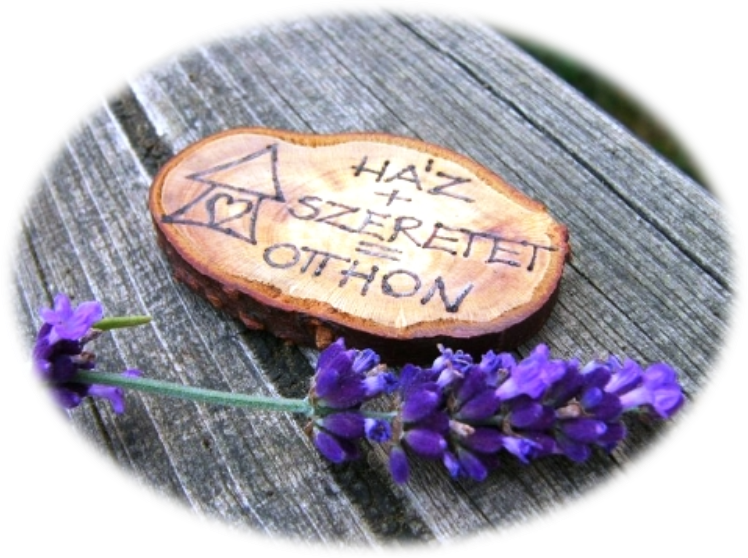 HÁZ
+
SZERETET
=
OTTHON